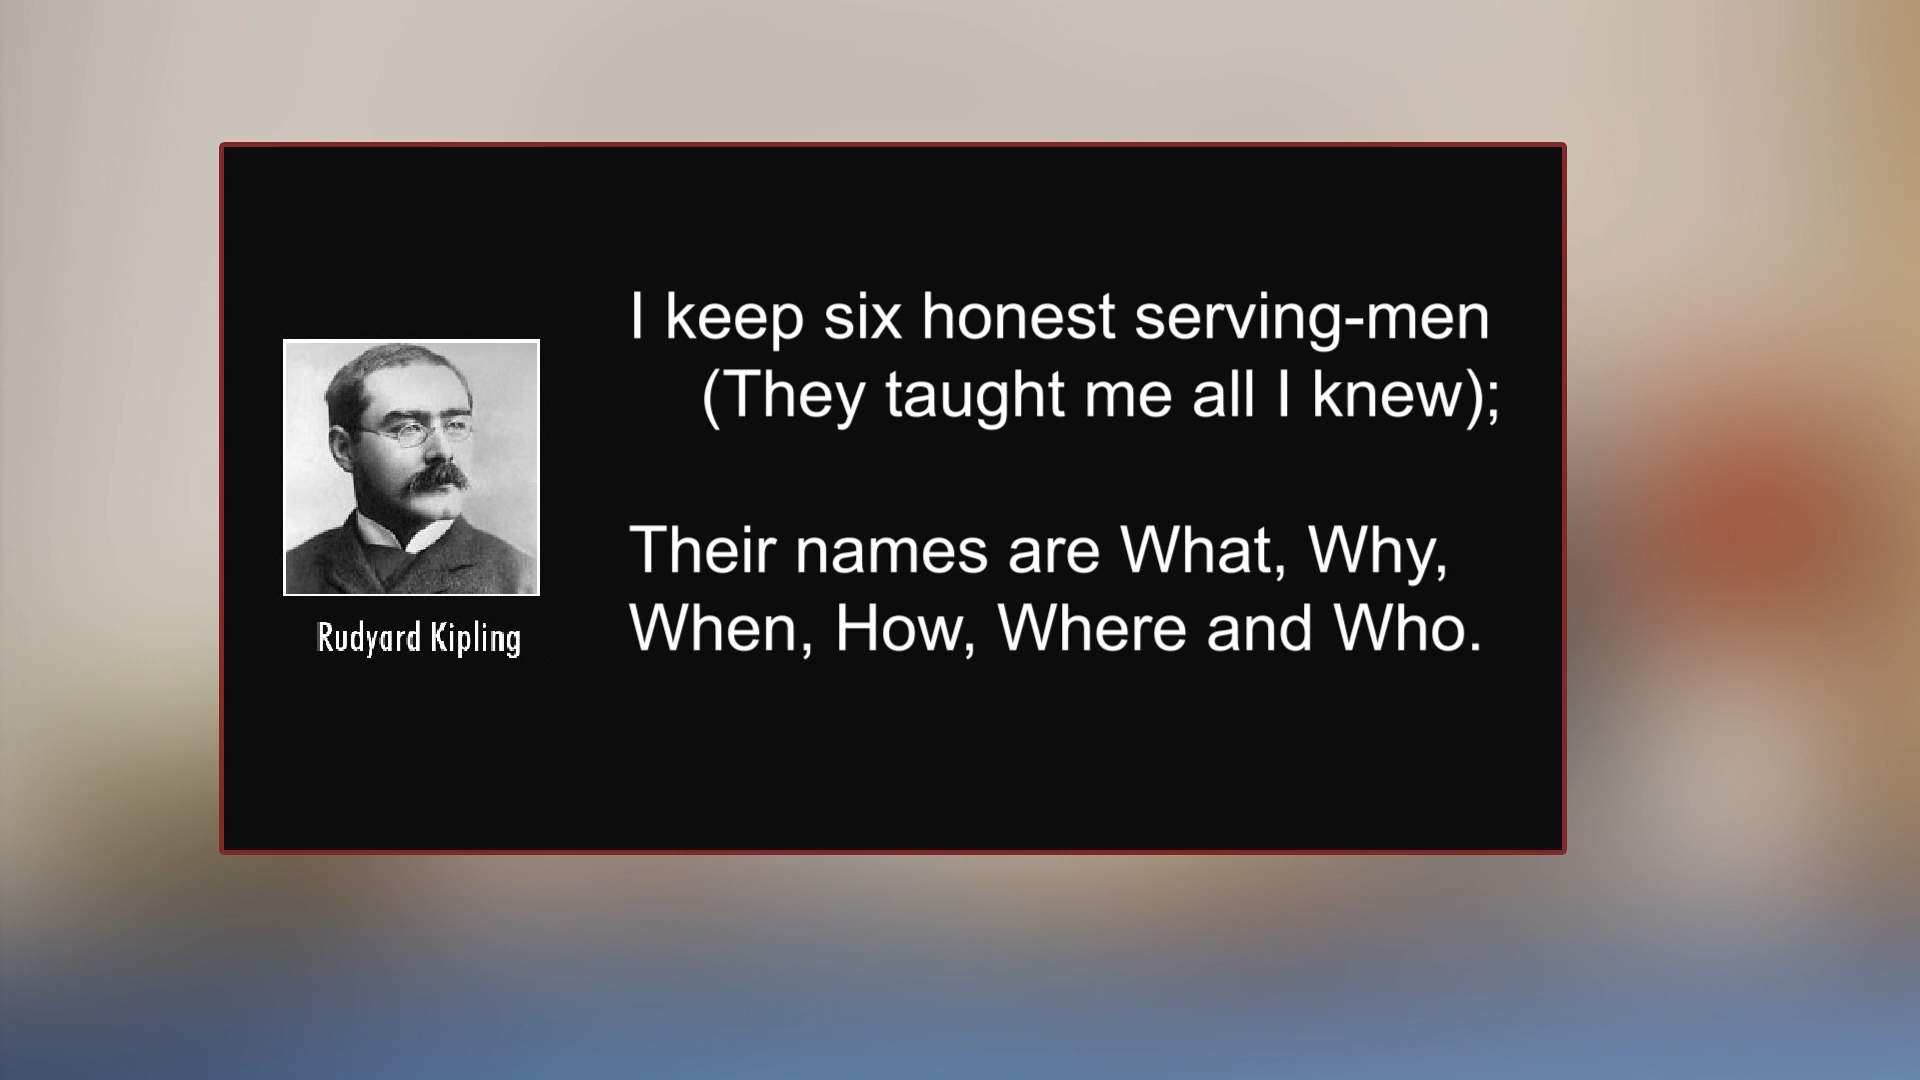 I keep six honest serving-men
(They taught me all I knew);
Their names are What, Why,
When, How, Where and Who.
Rudyard Kipling